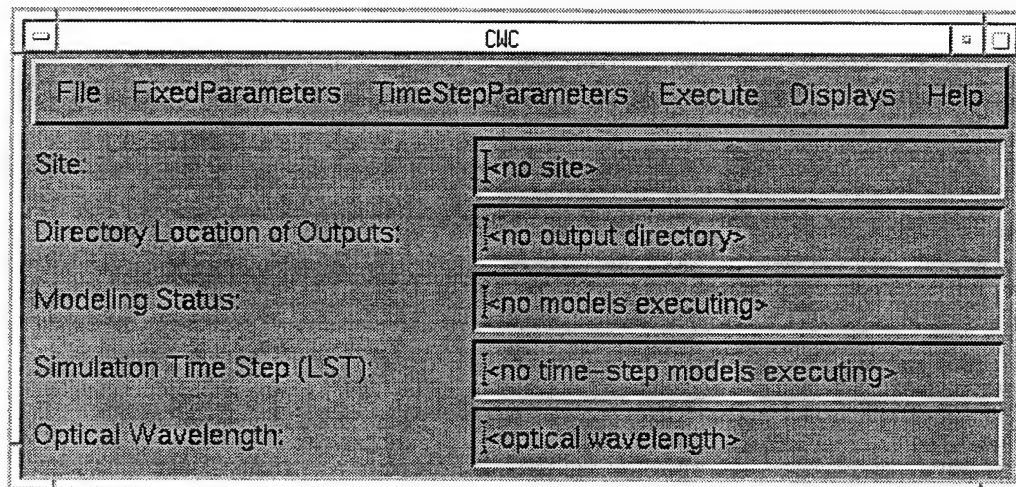 CWC
File FixedParameters TimeStepParameters Execute Displays Help
Site: <no site>
Directory Location of Outputs: <no output directory>
Modeling Status: <no models executing>
Simulation Time Step (LST): <no time-step models executing>
Optical Wavelength: <optical wavelength>